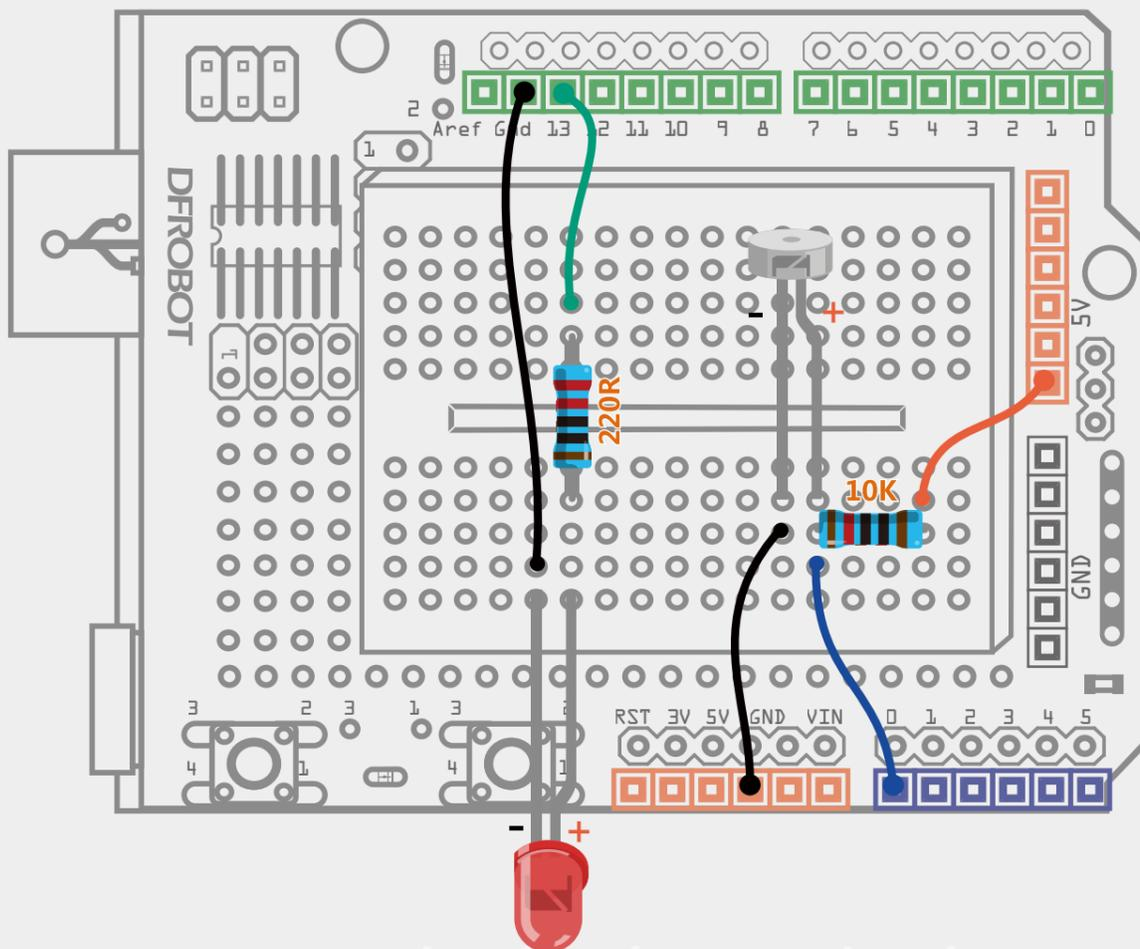 2
Aref Gnd 13 12 11 10 9 8
7 6 5 4 3 2 1 0
1
DFROBOT
5V
- +
1
220R
10K
GND
3 2 3 1 3 2
RST 3V 5V GND VIN
0 1 2 3 4 5
4 1 4 1
- +